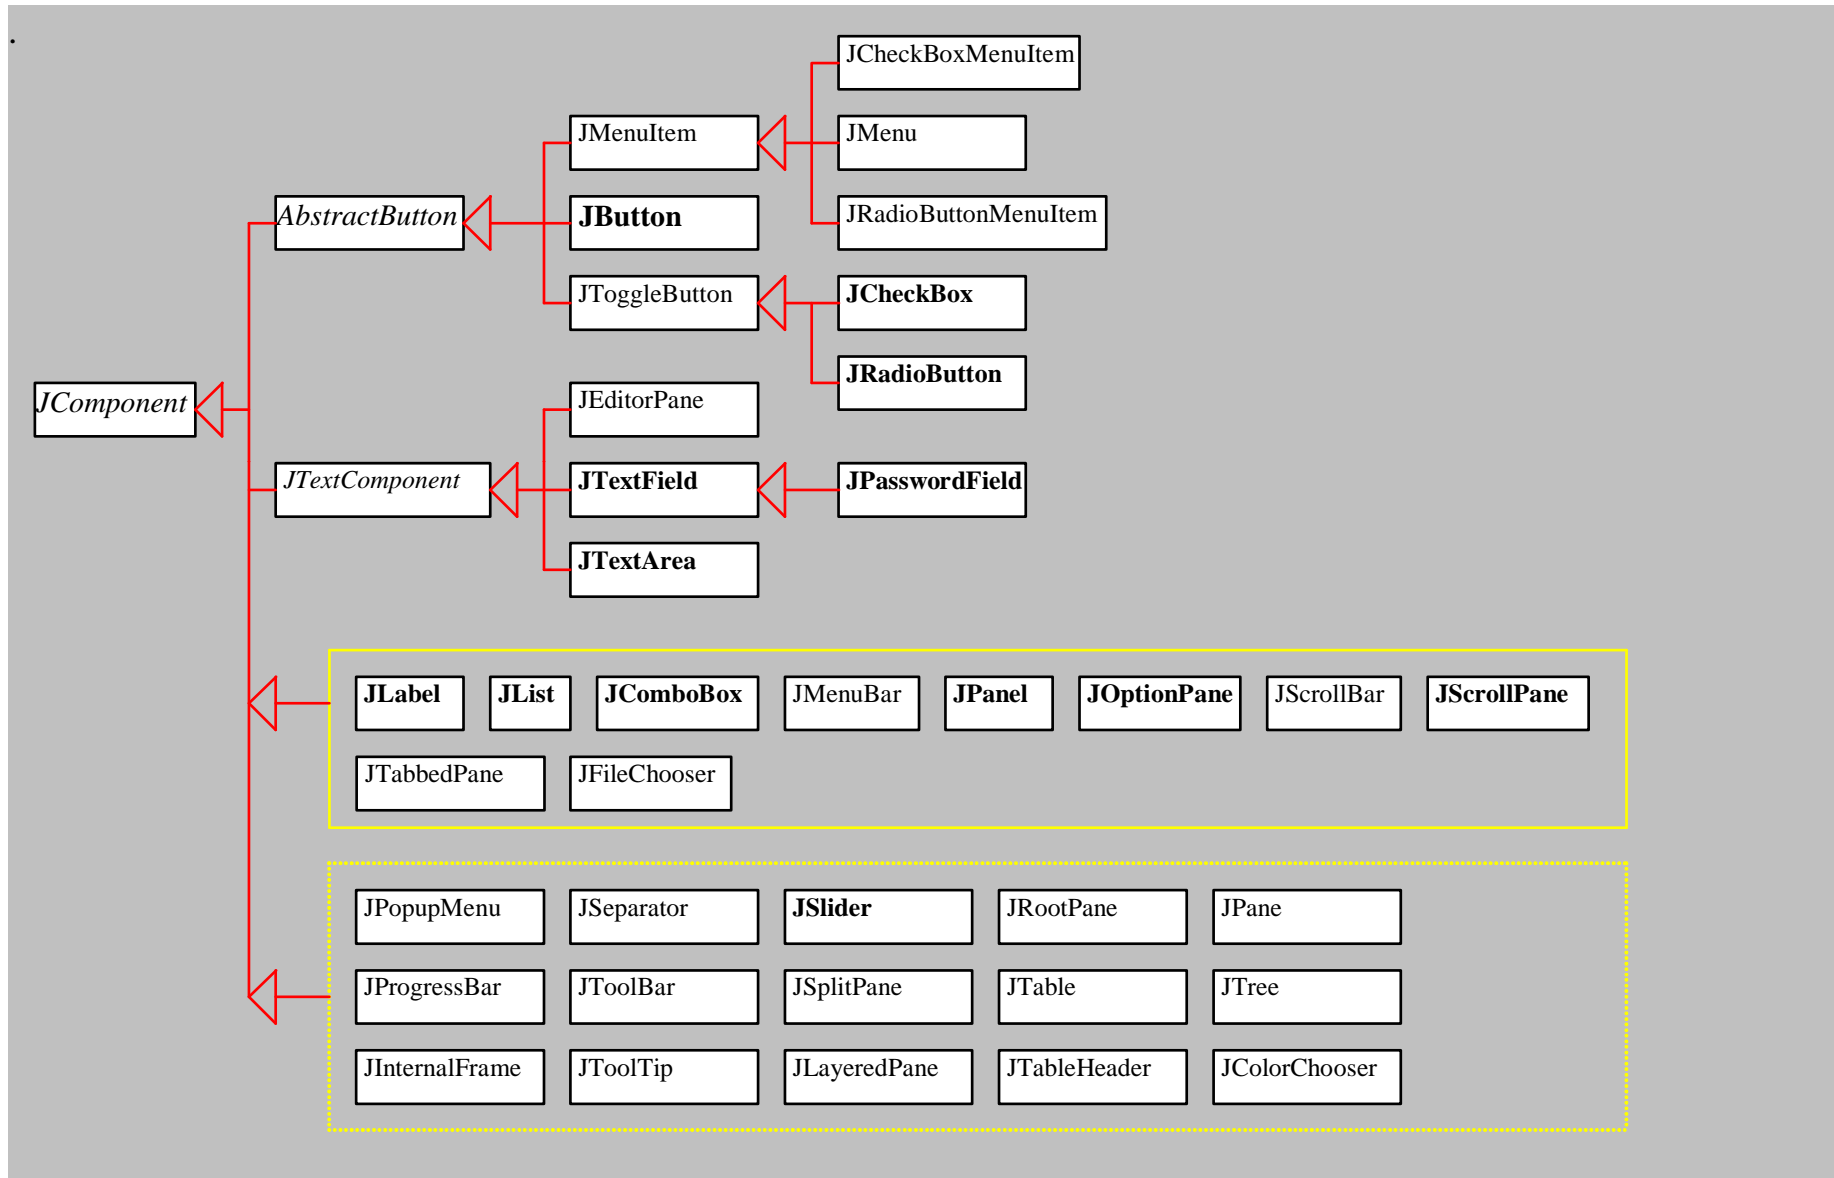 .
JCheckBoxMenuItem
JMenuItem
JMenu
AbstractButton
JButton
JRadioButtonMenuItem
JToggleButton
JCheckBox
JRadioButton
JComponent
JEditorPane
JTextComponent
JTextField
JPasswordField
JTextArea
JLabel JList JComboBox JMenuBar JPanel JOptionPane JScrollBar JScrollPane
JTabbedPane JFileChooser
JPopupMenu JSeparator JSlider JRootPane JPane
JProgressBar JToolBar JSplitPane JTable JTree
JInternalFrame JToolTip JLayeredPane JTableHeader JColorChooser